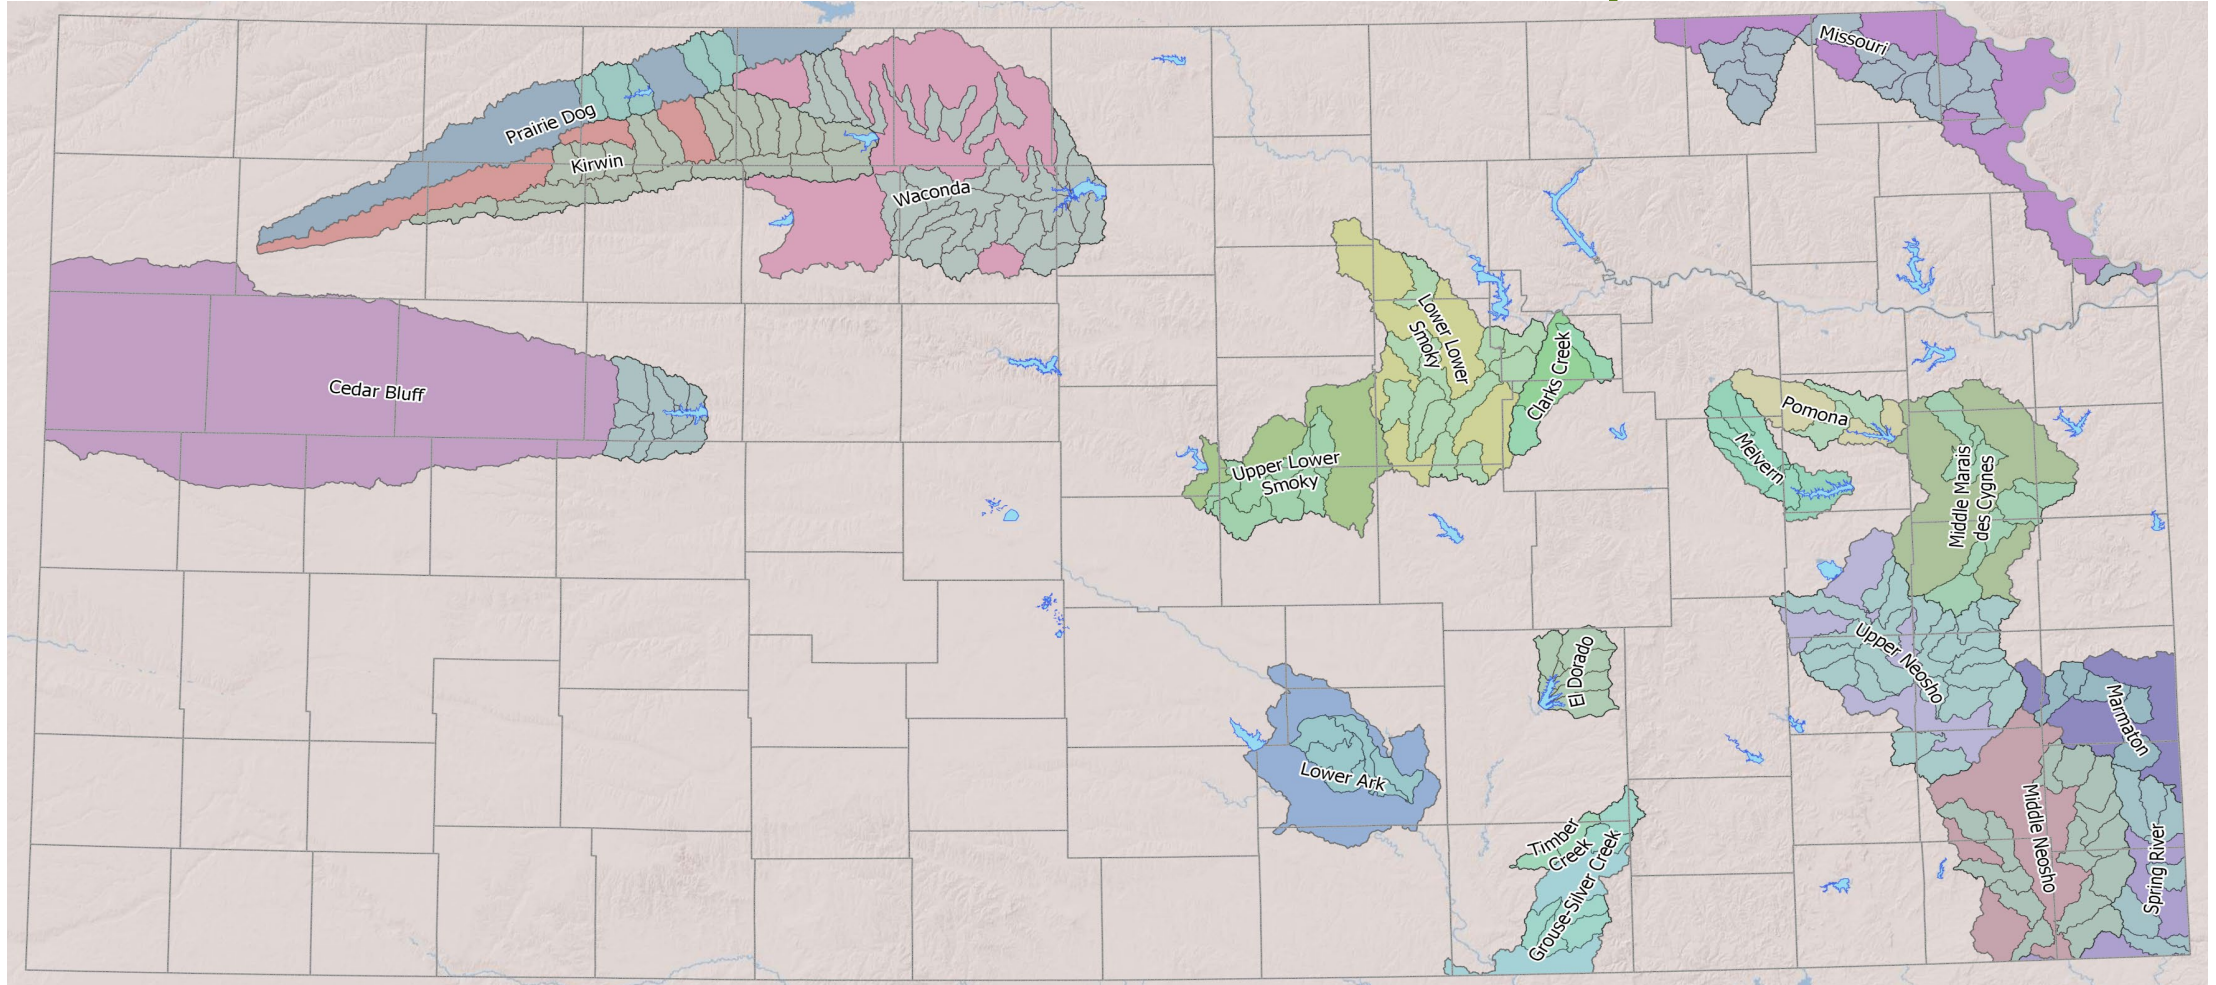 Missouri
Prairie Dog
Kirwin
Waconda
Cedar Bluff
Lower Lower
Smoky
Clarks Creek
Pomona
Melvern
Upper Lower
Smoky
Middle Marais
des Cygnes
Upper Neosho
El Dorado
Marmaton
Lower Ark
Middle Neosho
Timber
Creek
Spring River
Grouse-Silver Creek